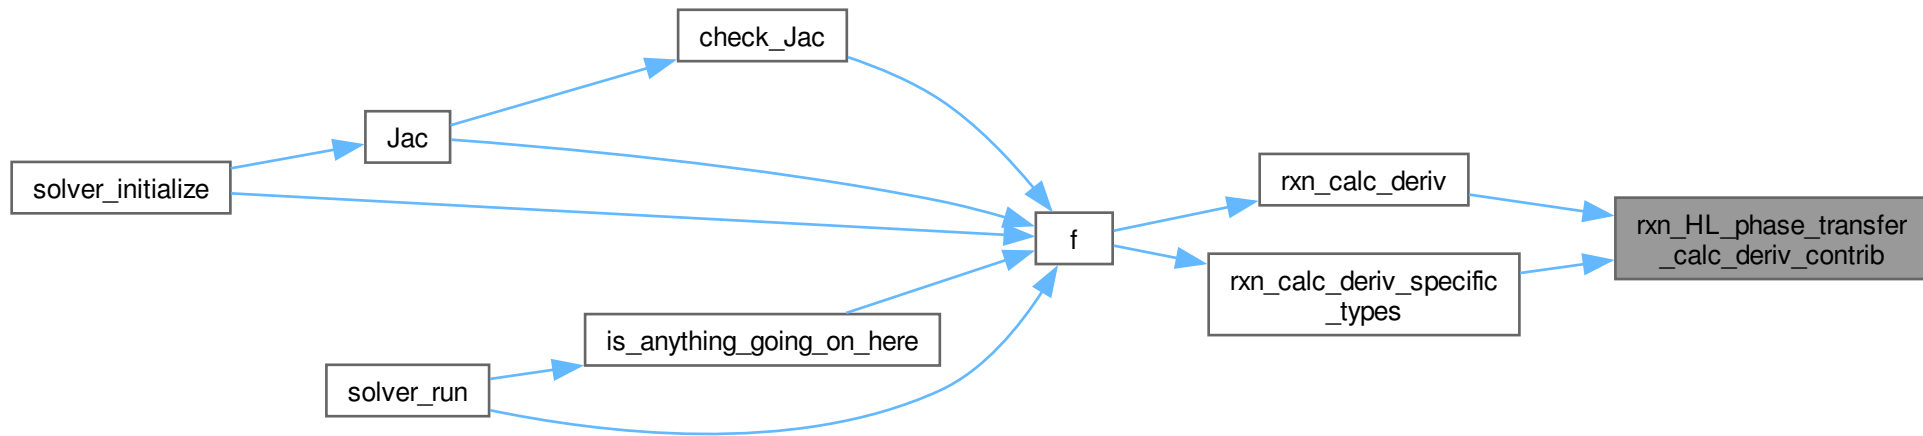 check_Jac
Jac
solver_initialize
rxn_calc_deriv
f
rxn_HL_phase_transfer
_calc_deriv_contrib
rxn_calc_deriv_specific
_types
is_anything_going_on_here
solver_run